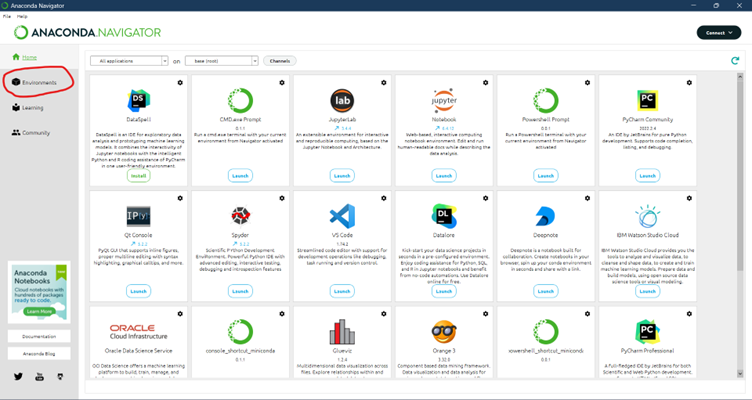 Anaconda Navigator
File Help
ANACONDA.NAVIGATOR
Connect
Home
Environments
Learning
Community
All applications
on
base (root)
Channels
DS
DataSpell
DataSpell is an IDE for exploratory data
analysis and prototyping machine learning
models. It combines the interactivity of
Jupyter notebooks with the intelligent
Python and R coding assistance of PyCharm
in one user-friendly environment.
Install
CMD.exe Prompt
0.1.1
Run a cmd.exe terminal with your current
environment from Navigator activated
Launch
lab
JupyterLab
3.4.4
An extensible environment for interactive
and reproducible computing, based on the
Jupyter Notebook and Architecture.
Launch
jupyter
Notebook
6.4.12
Web-based, interactive computing
notebook environment. Edit and run
human-readable docs while describing the
data analysis.
Launch
Powershell Prompt
0.0.1
Run a Powershell terminal with your
current environment from Navigator
activated
Launch
PC
PyCharm Community
2022.2.4
An IDE by JetBrains for pure Python
development. Supports code completion,
listing, and debugging.
Launch
IP[y]:
Qt Console
5.2.2
PyQt GUI that supports inline figures,
proper multiline editing with syntax
highlighting, graphical calltips, and more.
Launch
Spyder
5.2.2
Scientific PYthon Development
EnviRonment. Powerful Python IDE with
advanced editing, interactive testing,
debugging and introspection features
Launch
VS Code
1.74.2
Streamlined code editor with support for
development operations like debugging,
task running and version control.
Launch
DL
Datalore
Kick-start your data science projects in
seconds in a pre-configured environment.
Enjoy coding assistance for Python, SQL,
and R in Jupyter notebooks and benefit
from no-code automations. Use Datalore
online for free.
Launch
Deepnote
Deepnote is a notebook built for
collaboration. Create notebooks in your
browser, spin up your conda environment
in seconds and share with a link.
Launch
IBM Watson Studio Cloud
IBM Watson Studio Cloud provides you the
tools to analyze and visualize data, to
cleanse and shape data, to create and train
machine learning models. Prepare data and
build models, using open source data
science tools or visual modeling.
Launch
ORACLE
Cloud Infrastructure
Oracle Data Science Service
OCI Data Science offers a machine learning
platform to build, train, manage, and
console_shortcut_miniconda
0.1.1
Glueviz
1.2.4
Multidimensional data visualization across
files. Explore relationships within and
Orange 3
3.32.0
Component based data mining framework.
Data visualization and data analysis for
powershell_shortcut_miniconda
0.0.1
PC
PyCharm Professional
A Full-fledged IDE by JetBrains for both
Scientific and Web Python development.
Anaconda
Notebooks
Cloud notebooks with
hundreds of packages
ready to code.
Learn More
Documentation
Anaconda Blog
You
Tube